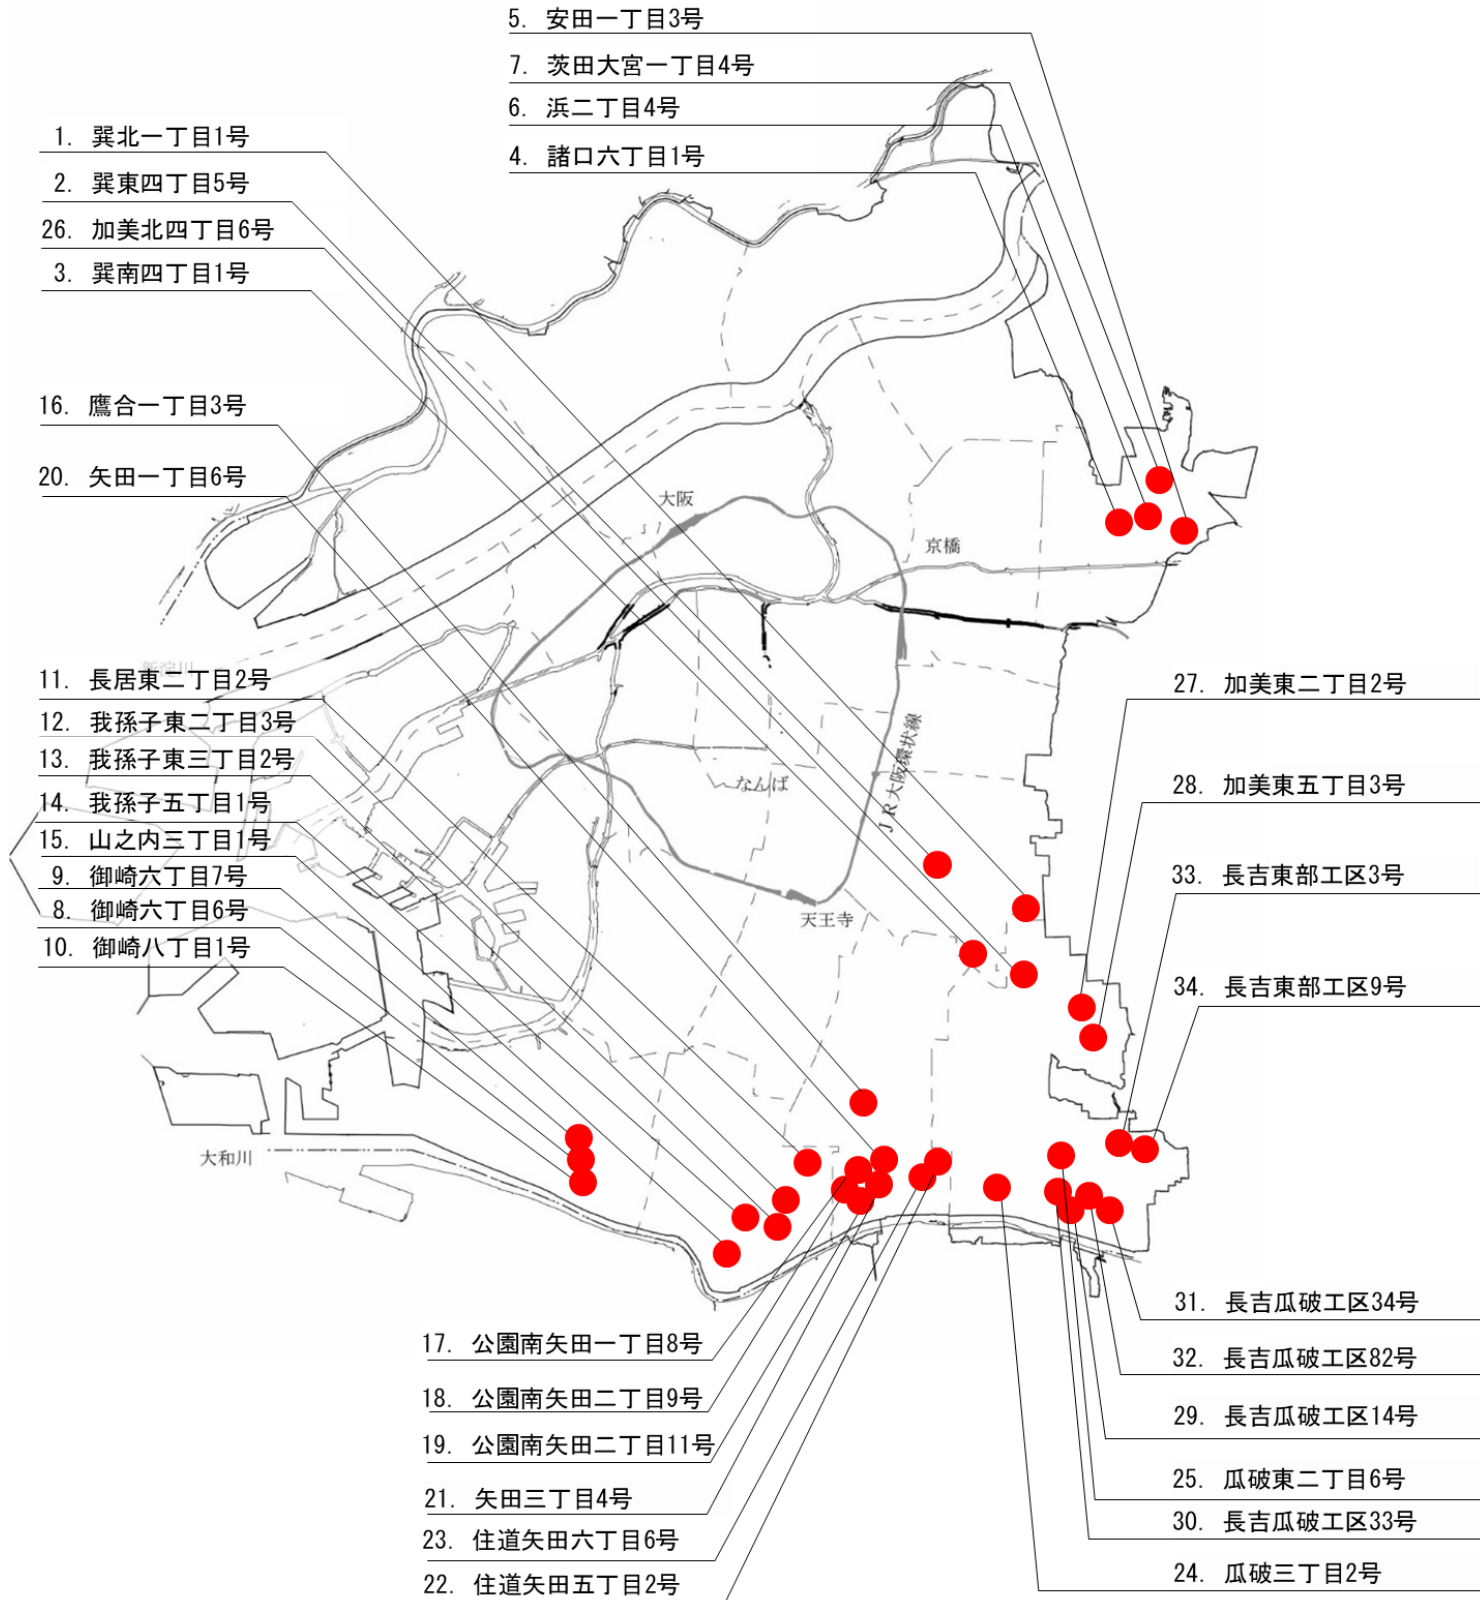 5. 安田一丁目3号
7. 茨田大宮一丁目4号
6. 浜二丁目4号
4. 諸口六丁目1号
1. 巽北一丁目1号
2. 巽東四丁目5号
26. 加美北四丁目6号
3. 巽南四丁目1号
16. 鷹合一丁目3号
20. 矢田一丁目6号
大阪
京橋
新淀川
11. 長居東二丁目2号
12. 我孫子東二丁目3号
13. 我孫子東三丁目2号
14. 我孫子五丁目1号
15. 山之内三丁目1号
9. 御崎六丁目7号
8. 御崎六丁目6号
10. 御崎八丁目1号
なんば
JR大阪環状線
天王寺
大和川
27. 加美東二丁目2号
28. 加美東五丁目3号
33. 長吉東部工区3号
34. 長吉東部工区9号
17. 公園南矢田一丁目8号
18. 公園南矢田二丁目9号
19. 公園南矢田二丁目11号
21. 矢田三丁目4号
23. 住道矢田六丁目6号
22. 住道矢田五丁目2号
31. 長吉瓜破工区34号
32. 長吉瓜破工区82号
29. 長吉瓜破工区14号
25. 瓜破東二丁目6号
30. 長吉瓜破工区33号
24. 瓜破三丁目2号